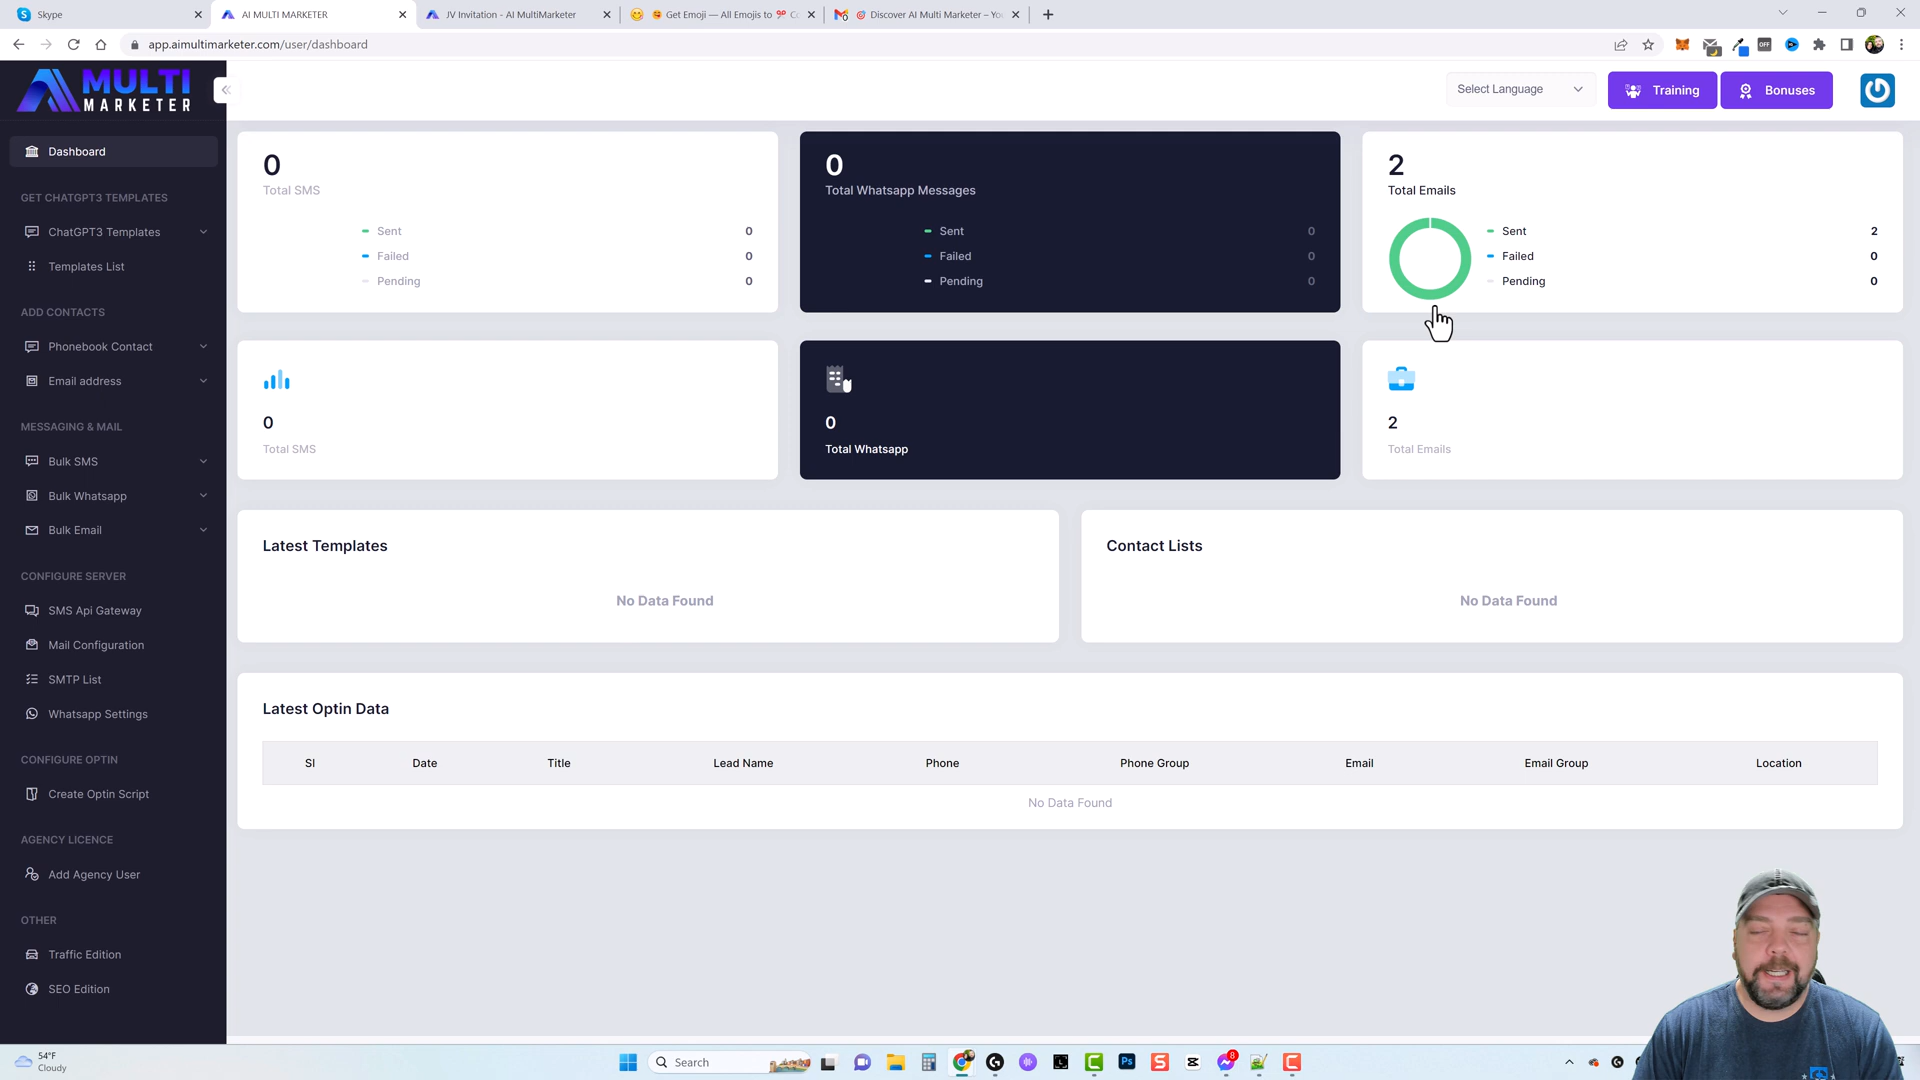 Skype
AI MULTI MARKETER
JV Invitation - AI MultiMarketer
Get Emoji — All Emojis to
Discover AI Multi Marketer – Yo
app.aimultimarketer.com/user/dashboard
OFF
MULTI
MARKETER
Select Language
Training
Bonuses
Dashboard
GET CHATGPT3 TEMPLATES
ChatGPT3 Templates
Templates List
ADD CONTACTS
Phonebook Contact
Email address
MESSAGING & MAIL
Bulk SMS
Bulk Whatsapp
Bulk Email
CONFIGURE SERVER
SMS Api Gateway
Mail Configuration
SMTP List
Whatsapp Settings
CONFIGURE OPTIN
Create Optin Script
AGENCY LICENCE
Add Agency User
OTHER
Traffic Edition
SEO Edition
0
Total SMS
Sent 0
Failed 0
Pending 0
0
Total Whatsapp Messages
Sent 0
Failed 0
Pending 0
2
Total Emails
Sent 2
Failed 0
Pending 0
0
Total SMS
0
Total Whatsapp
2
Total Emails
Latest Templates
No Data Found
Contact Lists
No Data Found
Latest Optin Data
Sl Date Title Lead Name Phone Phone Group Email Email Group Location
No Data Found
54°F
Cloudy
Search
Ps
8